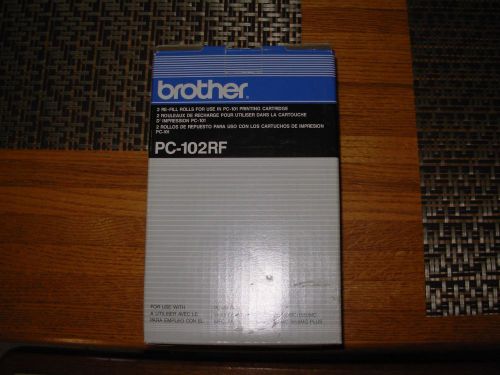 brother.
2 RE-FILL ROLLS FOR USE IN PC-101 PRINTING CARTRIDGE
2 ROULEAUX DE RECHARGE POUR UTILISER DANS LA CARTOUCHE
D' IMPRESSION PC-101
2 ROLLOS DE REPUESTO PARA USO CON LOS CARTUCHOS DE IMPRESION
PC-101
PC-102RF
FOR USE WITH
A UTILISER AVEC LE
PARA EMPLEO CON EL
PLUS